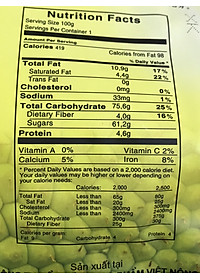 Nutrition Facts
Serving Size 100g
Servings Per Container 1
Amount Per Serving
Calories 419
Calories from Fat 98
% Daily Value *
Total Fat 10,9g 17%
Saturated Fat 4,4g 22%
Trans Fat 0g
Cholesterol 0mg 0%
Sodium 33mg 1%
Total Carbohydrate 75,6g 25%
Dietary Fiber 4,0g 16%
Sugars 61,2g
Protein 4,6g
Vitamin A 0% Vitamin C 2%
Calcium 5% Iron 8%
* Percent Daily Values are based on a 2,000 calorie diet.
Your daily values may be higher or lower depending on
your calorie needs:
Calories: 2,000 2,500
Total Fat Less than 65g 80g
Sat Fat Less than 20g 25g
Cholesterol Less than 300mg 300mg
Sodium Less than 2400mg
Total Carbohydrate 300g 375g
Dietary Fiber 25g 30g
Calories per gram
Fat 9 Carbohydrate 4 Protein 4
Sản xuất tại
VIỆT NÔNG